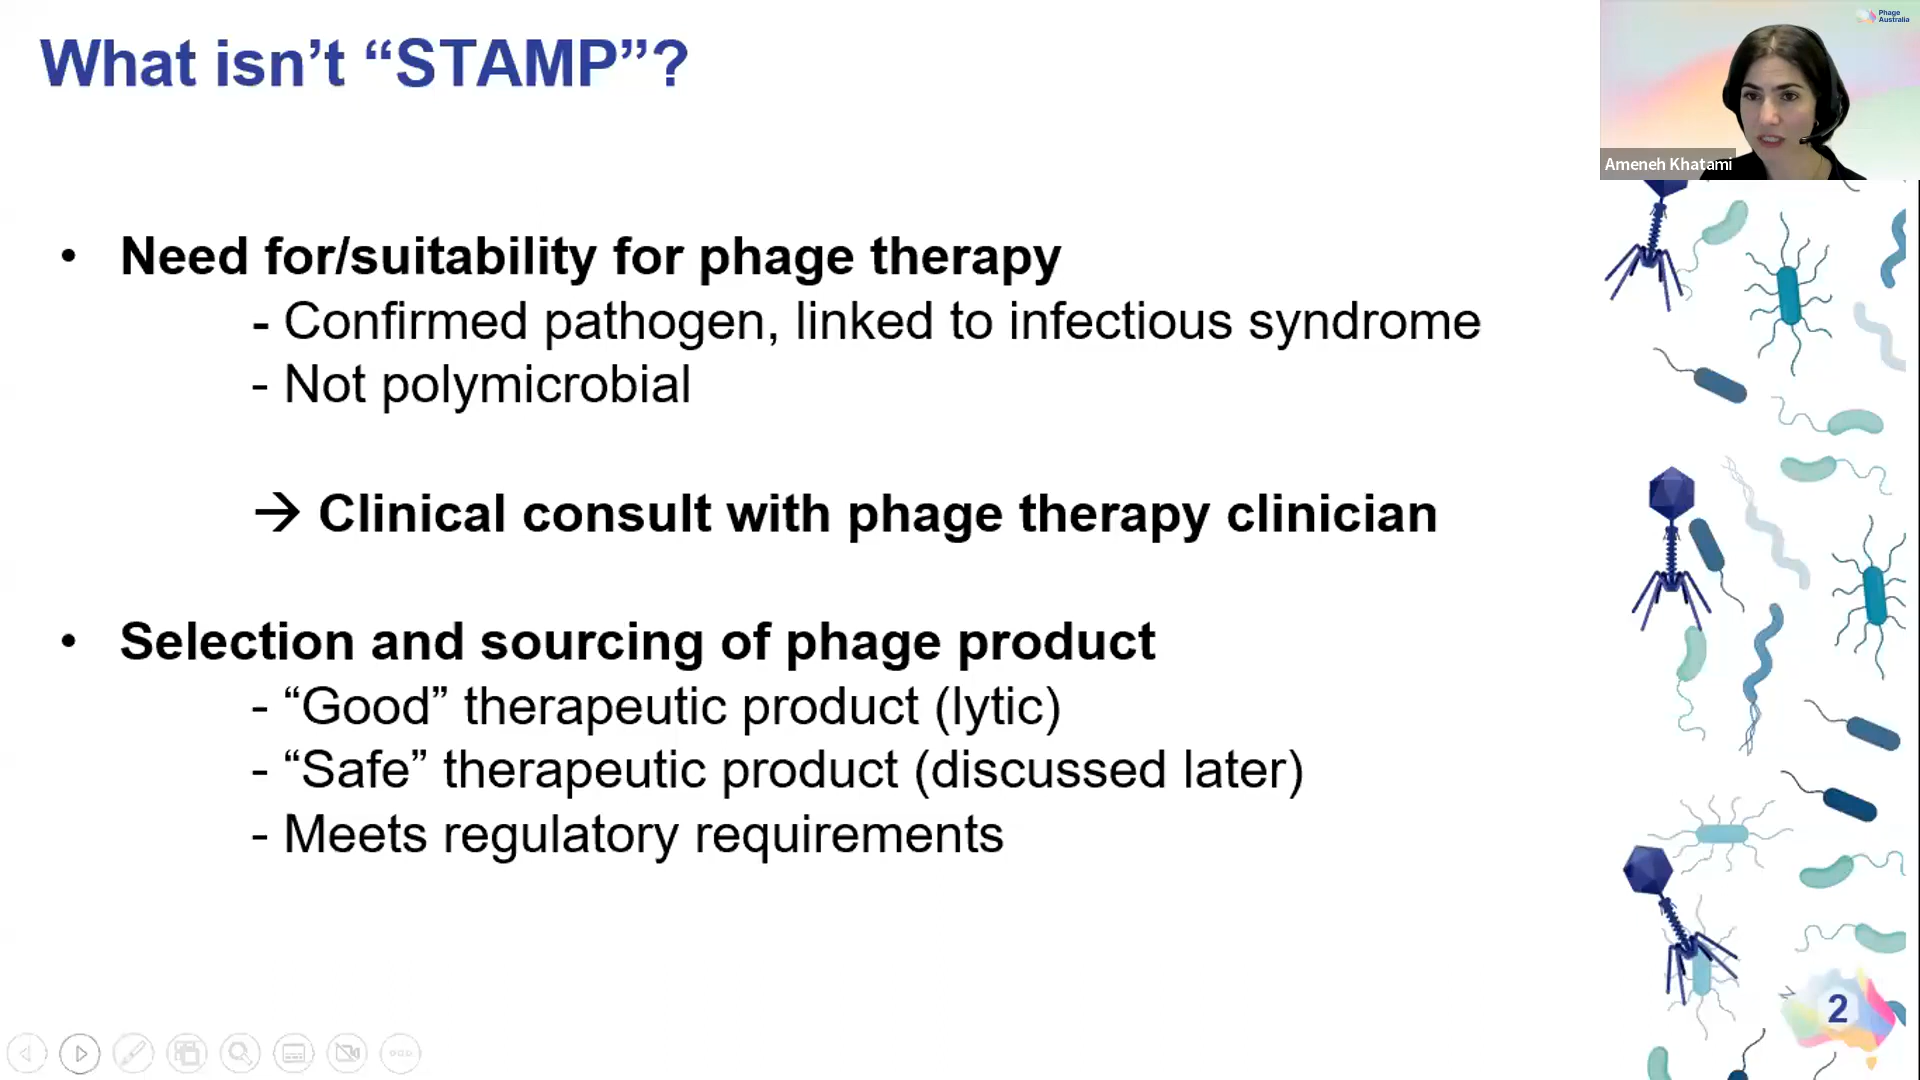 What isn’t “STAMP”?
Phage
Australia
Ameneh Khatami
• Need for/suitability for phage therapy
- Confirmed pathogen, linked to infectious syndrome
- Not polymicrobial
→ Clinical consult with phage therapy clinician
• Selection and sourcing of phage product
- “Good” therapeutic product (lytic)
- “Safe” therapeutic product (discussed later)
- Meets regulatory requirements
2